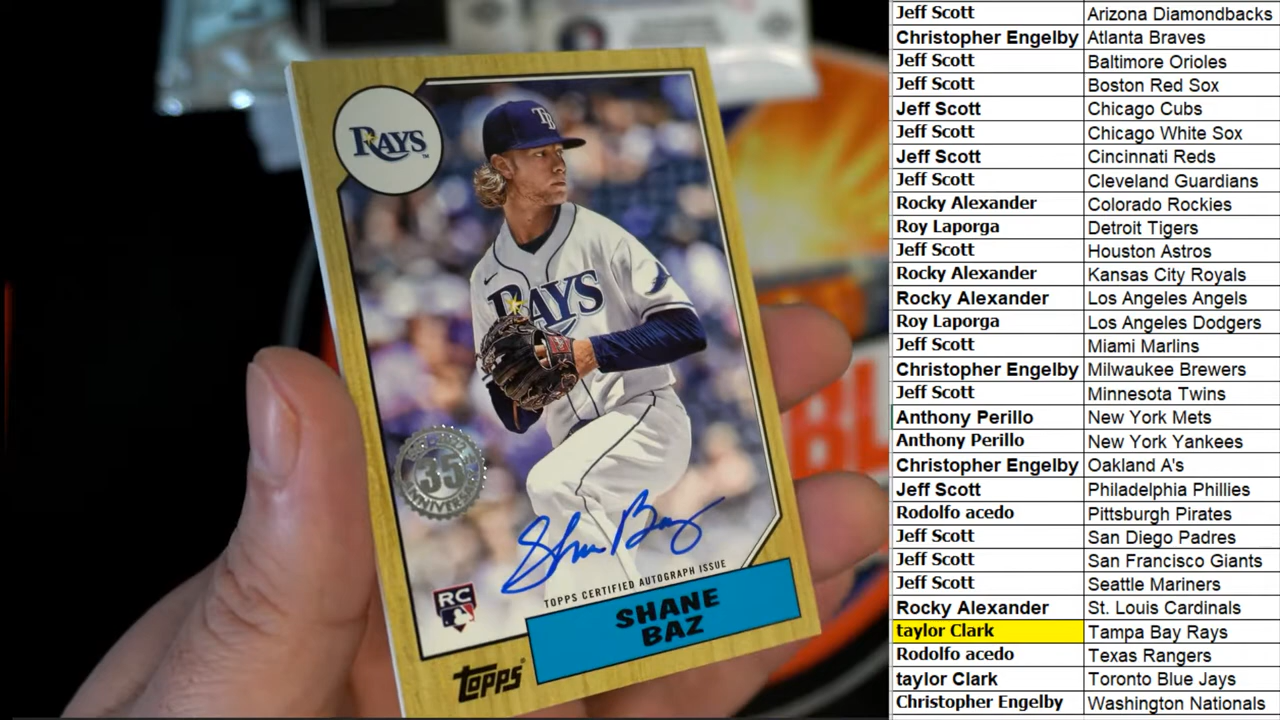 RAYS
TB
RAYS
35
ANNIVERSARY
Shane Baz
TOPPS CERTIFIED AUTOGRAPH ISSUE
RC
SHANE
BAZ
Topps
BL
Jeff Scott Arizona Diamondbacks
Christopher Engelby Atlanta Braves
Jeff Scott Baltimore Orioles
Jeff Scott Boston Red Sox
Jeff Scott Chicago Cubs
Jeff Scott Chicago White Sox
Jeff Scott Cincinnati Reds
Jeff Scott Cleveland Guardians
Rocky Alexander Colorado Rockies
Roy Laporga Detroit Tigers
Jeff Scott Houston Astros
Rocky Alexander Kansas City Royals
Rocky Alexander Los Angeles Angels
Roy Laporga Los Angeles Dodgers
Jeff Scott Miami Marlins
Christopher Engelby Milwaukee Brewers
Jeff Scott Minnesota Twins
Anthony Perillo New York Mets
Anthony Perillo New York Yankees
Christopher Engelby Oakland A's
Jeff Scott Philadelphia Phillies
Rodolfo acedo Pittsburgh Pirates
Jeff Scott San Diego Padres
Jeff Scott San Francisco Giants
Jeff Scott Seattle Mariners
Rocky Alexander St. Louis Cardinals
taylor Clark Tampa Bay Rays
Rodolfo acedo Texas Rangers
taylor Clark Toronto Blue Jays
Christopher Engelby Washington Nationals